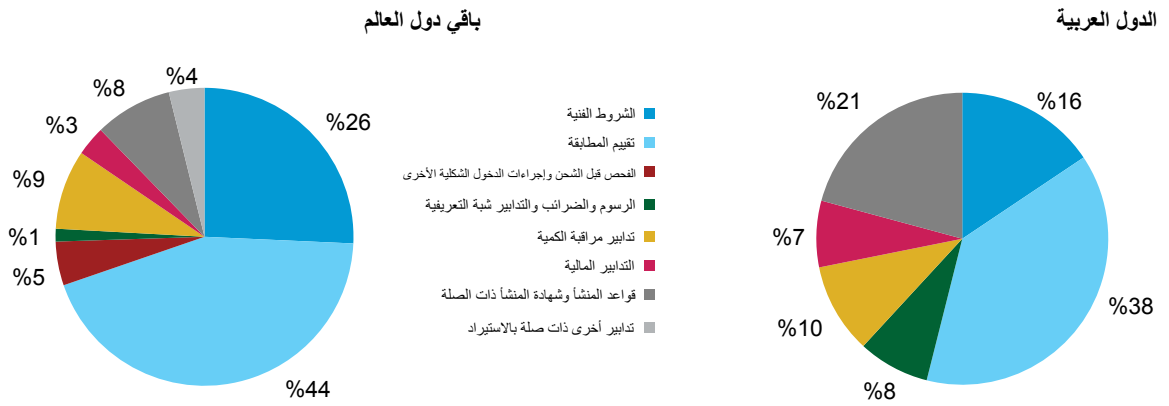 الدول العربية
باقي دول العالم
%16
%38
%8
%10
%7
%21
الشروط الفنية
تقييم المطابقة
الفحص قبل الشحن وإجراءات الدخول الشكلية الأخرى
الرسوم والضرائب والتدابير شبة التعريفية
تدابير مراقبة الكمية
التدابير المالية
قواعد المنشأ وشهادة المنشأ ذات الصلة
تدابير أخرى ذات صلة بالاستيراد
%26
%44
%5
%1
%9
%3
%8
%4